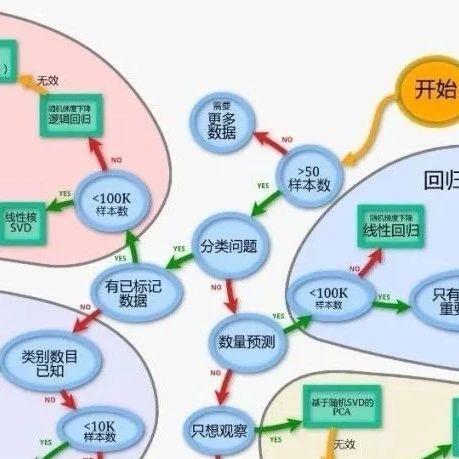 开始
需要
更多
数据
NO
>50
样本数
YES
无效
随机梯度下降
逻辑回归
NO
<100K
样本数
YES
线性核
SVD
YES
分类问题
YES
有已标记
数据
NO
NO
回归
随机梯度下降
线性回归
NO
<100K
样本数
YES
只有
重要
数量预测
YES
NO
类别数目
已知
NO
<10K
样本数
YES
只想观察
YES
基于随机SVD的
PCA
无效